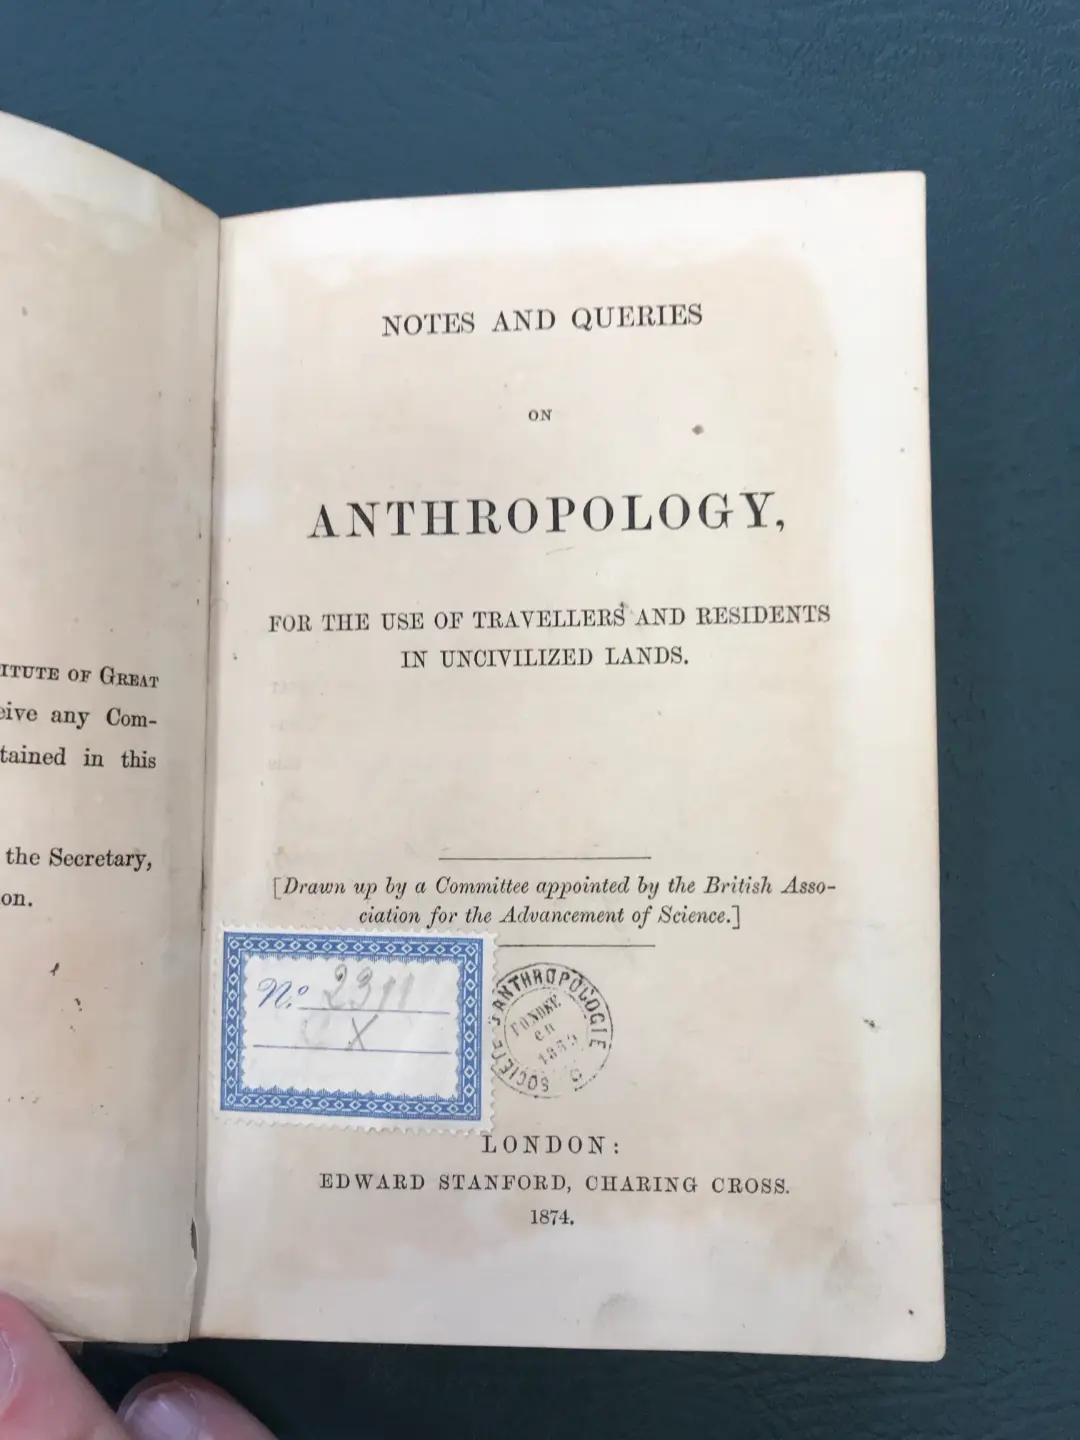 ITUTE OF GREAT
eive any Com-
tained in this
the Secretary,
on.
NOTES AND QUERIES
ON
ANTHROPOLOGY,
FOR THE USE OF TRAVELLERS AND RESIDENTS
IN UNCIVILIZED LANDS.
[Drawn up by a Committee appointed by the British Asso-
ciation for the Advancement of Science.]
No. 2311
X
SOCIETE D'ANTHROPOLOGIE
FONDEE
en
LONDON:
EDWARD STANFORD, CHARING CROSS.
1874.